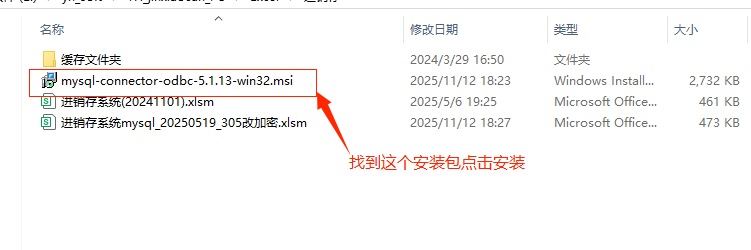 名称 修改日期 类型 大小
缓存文件夹 2024/3/29 16:50 文件夹
mysql-connector-odbc-5.1.13-win32.msi 2025/11/12 18:23 Windows Install... 2,732 KB
进销存系统(20241101).xlsm 2025/5/6 19:25 Microsoft Office... 461 KB
进销存系统mysql_20250519_305改加密.xlsm 2025/11/12 18:27 Microsoft Office... 473 KB
找到这个安装包点击安装